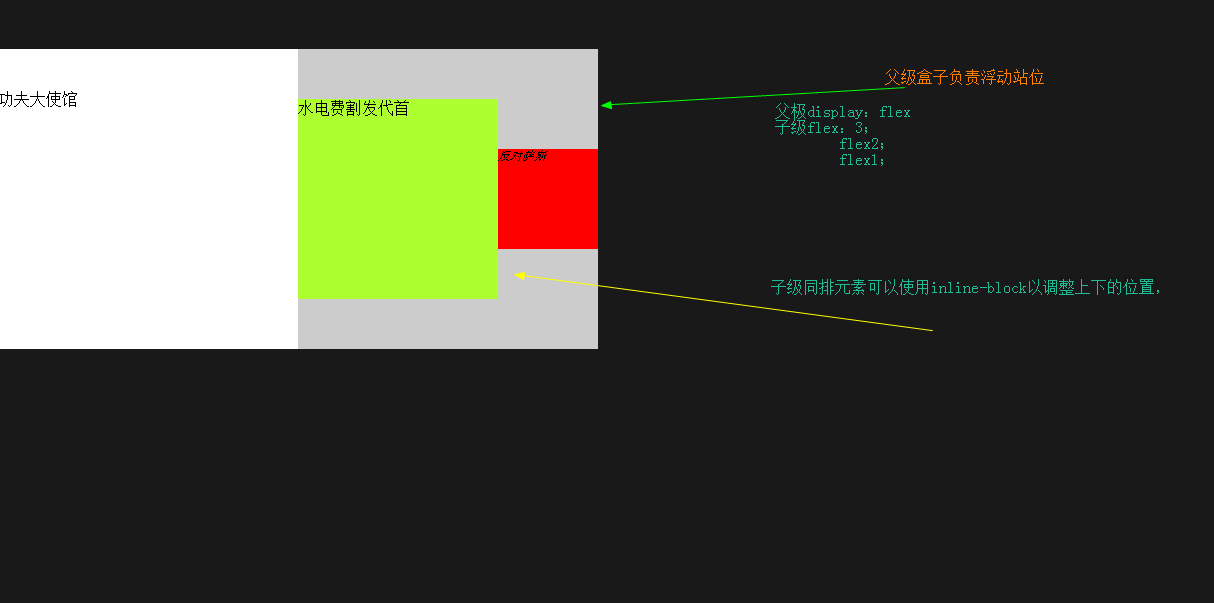 父级盒子负责浮动站位
功夫大使馆
水电费割发代首
父极display：flex
子级flex：3；
flex2；
flex1；
反对萨斯
子级同排元素可以使用inline-block以调整上下的位置，